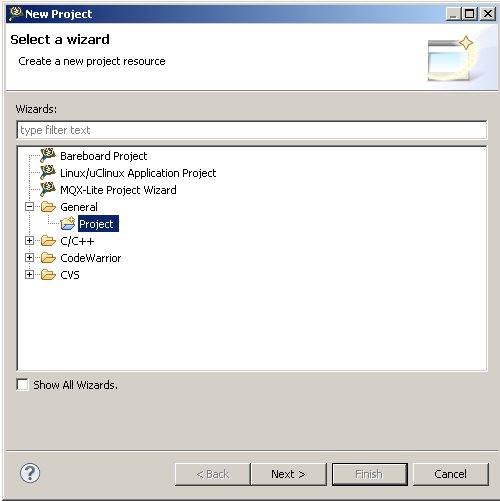 New Project
Select a wizard
Create a new project resource
Wizards:
type filter text
Bareboard Project
Linux/uClinux Application Project
MQX-Lite Project Wizard
General
Project
C/C++
CodeWarrior
CVS
Show All Wizards.
? < Back Next > Finish Cancel